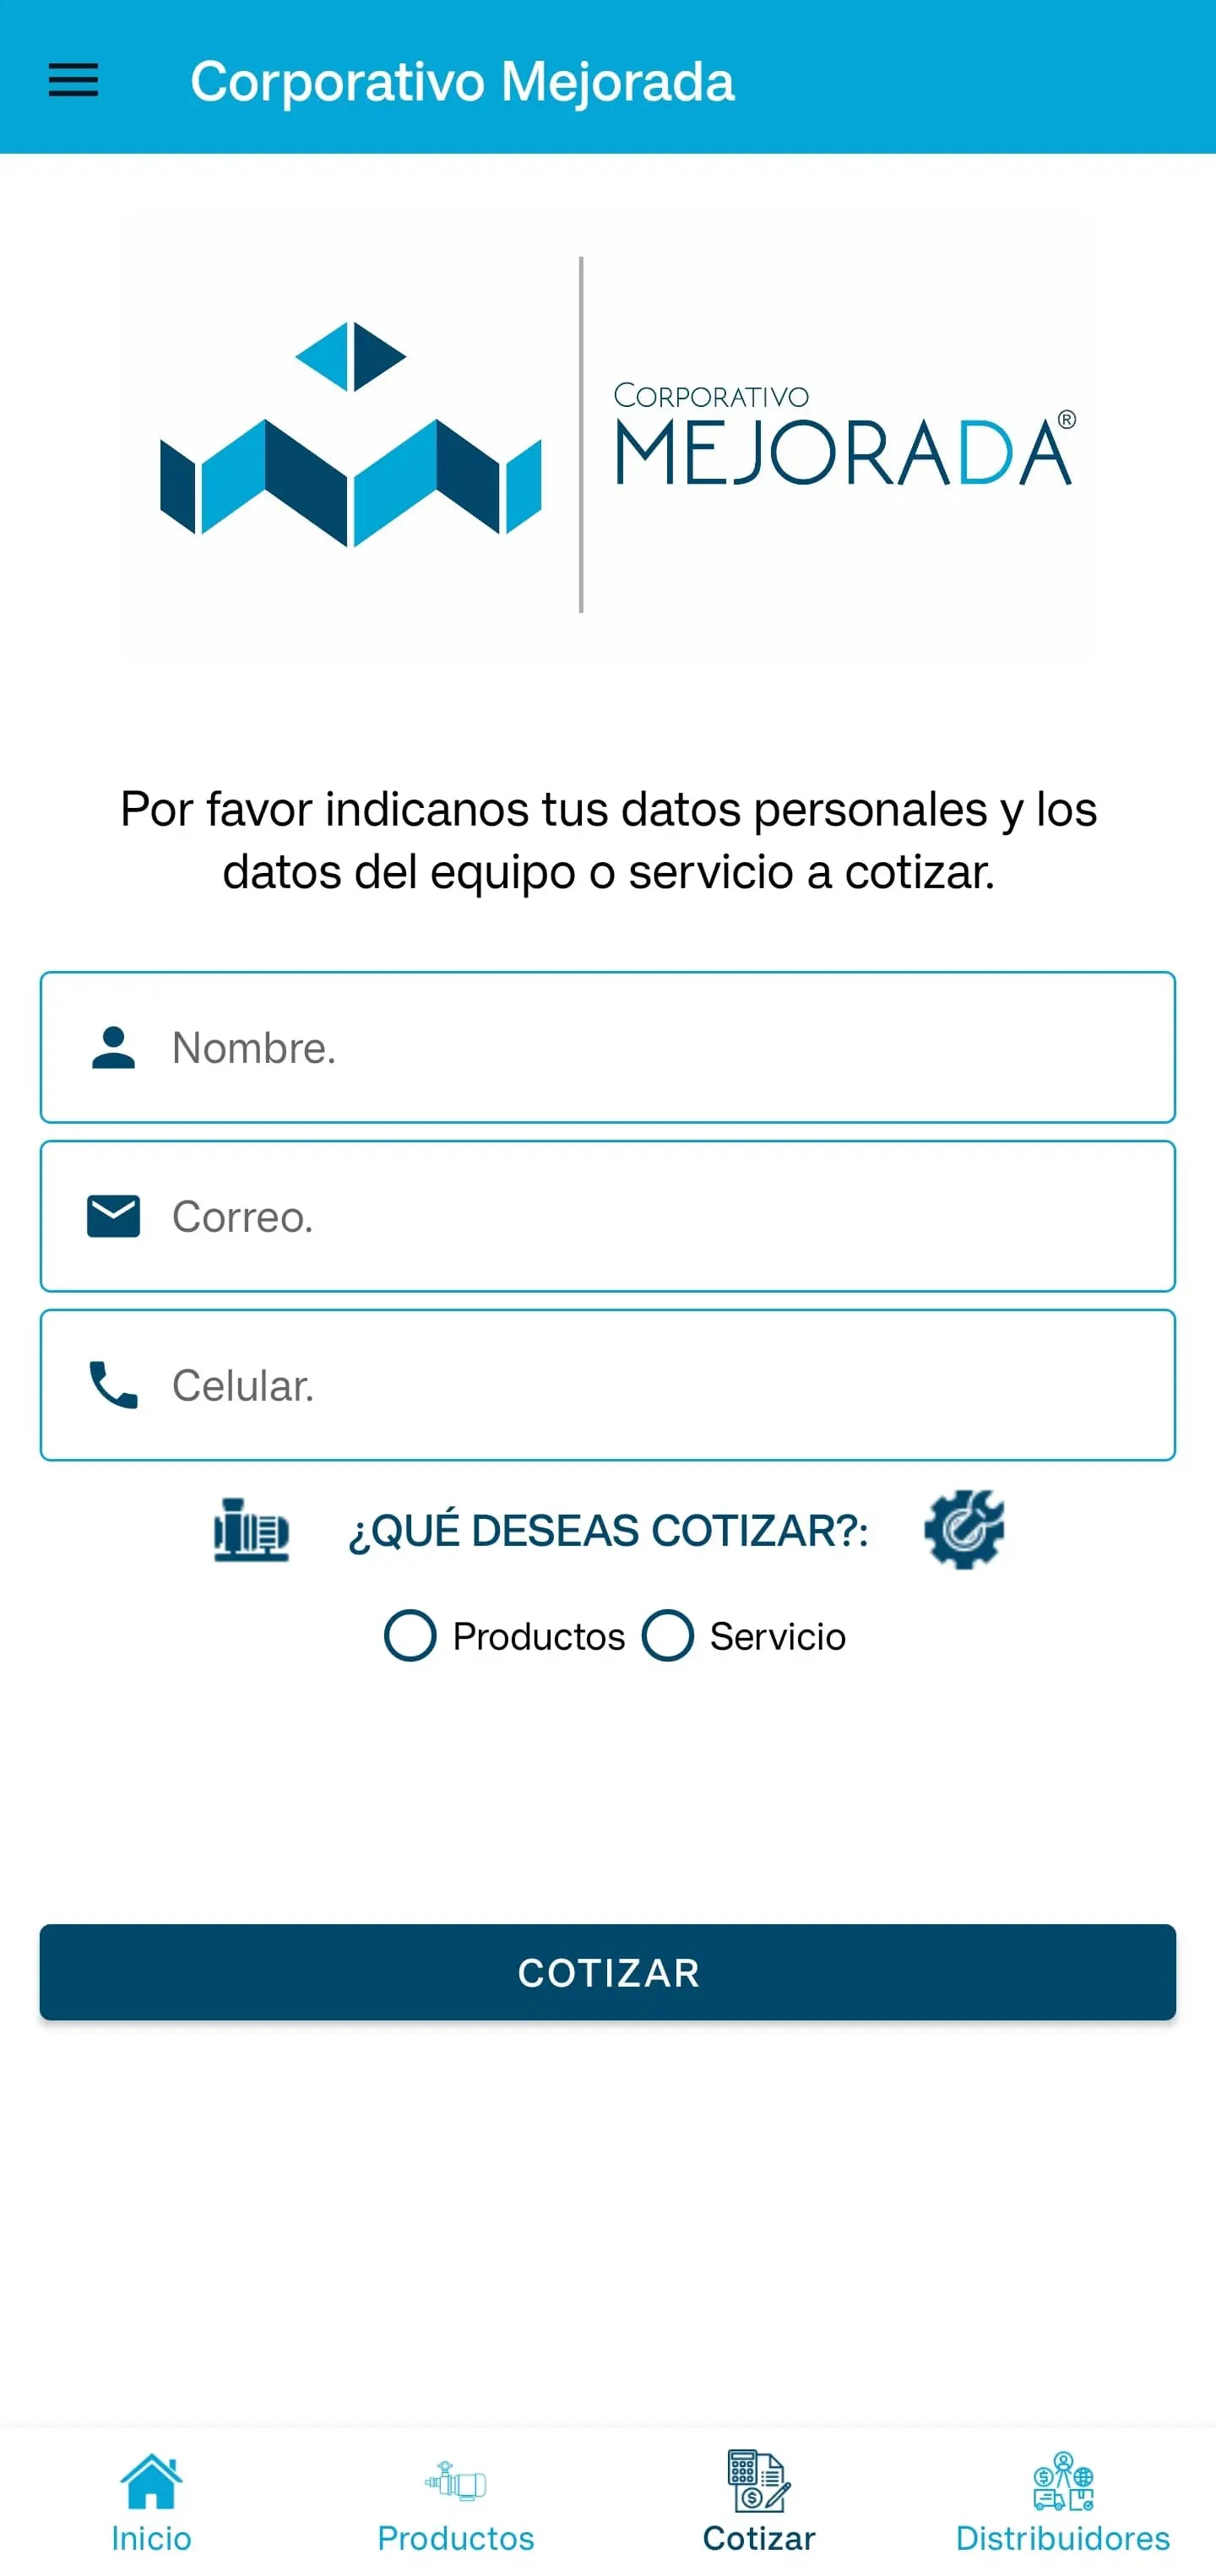 Corporativo Mejorada
CORPORATIVO
MEJORADA®
Por favor indicanos tus datos personales y los
datos del equipo o servicio a cotizar.
Nombre.
Correo.
Celular.
¿QUÉ DESEAS COTIZAR?:
Productos Servicio
COTIZAR
Inicio Productos Cotizar Distribuidores